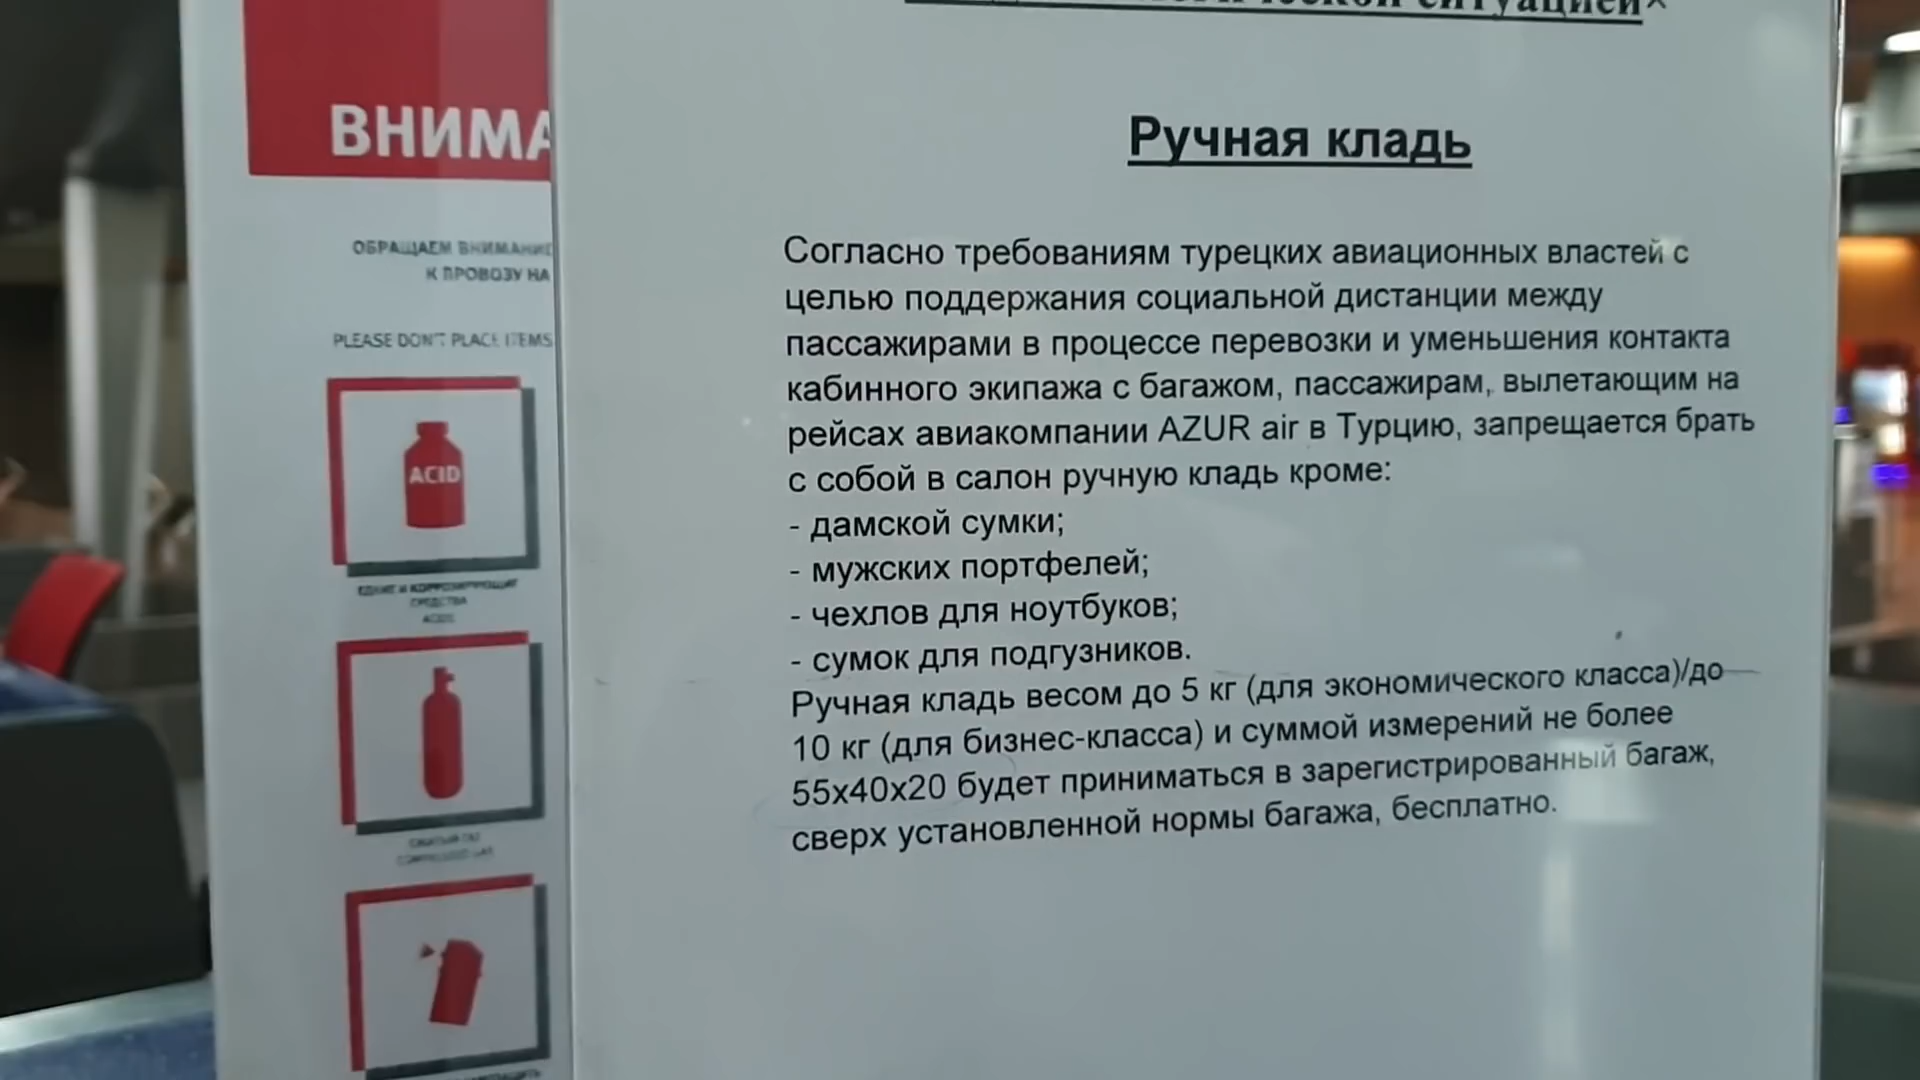 ситуацией
ВНИМА
ОБРАЩАЕМ ВНИМАНИЕ
К ПРОВОЗУ НА
PLEASE DON'T PLACE ITEMS
ACID
СРЕДСТВА
Ручная кладь
Согласно требованиям турецких авиационных властей с
целью поддержания социальной дистанции между
пассажирами в процессе перевозки и уменьшения контакта
кабинного экипажа с багажом, пассажирам, вылетающим на
рейсах авиакомпании AZUR air в Турцию, запрещается брать
с собой в салон ручную кладь кроме:
- дамской сумки;
- мужских портфелей;
- чехлов для ноутбуков;
- сумок для подгузников.
Ручная кладь весом до 5 кг (для экономического класса)/до
10 кг (для бизнес-класса) и суммой измерений не более
55х40х20 будет приниматься в зарегистрированный багаж,
сверх установленной нормы багажа, бесплатно.